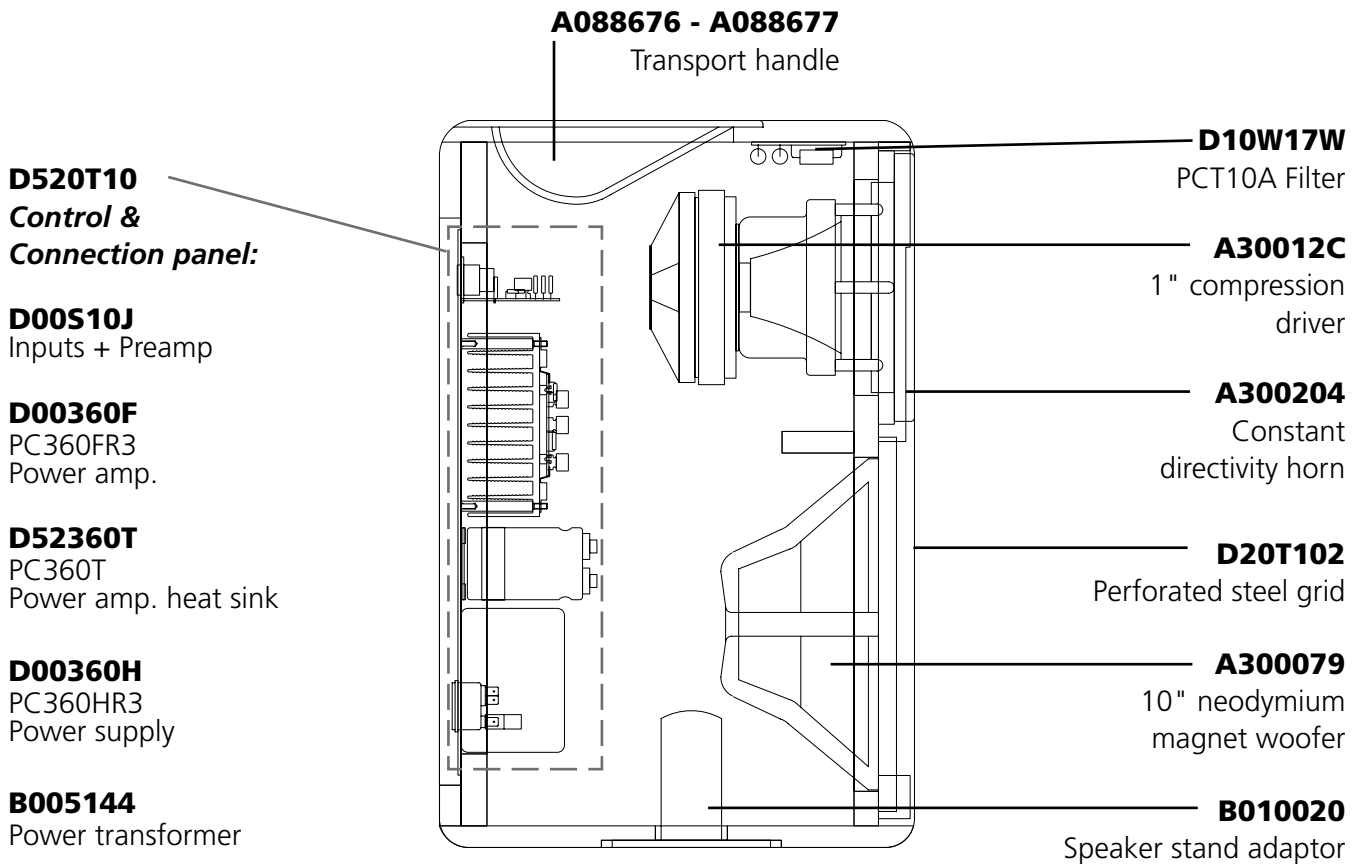 A088676 - A088677
Transport handle
D520T10
Control &
Connection panel:
D00S10J
Inputs + Preamp
D00360F
PC360FR3
Power amp.
D52360T
PC360T
Power amp. heat sink
D00360H
PC360HR3
Power supply
B005144
Power transformer
D10W17W
PCT10A Filter
A30012C
1" compression
driver
A300204
Constant
directivity horn
D20T102
Perforated steel grid
A300079
10" neodymium
magnet woofer
B010020
Speaker stand adaptor